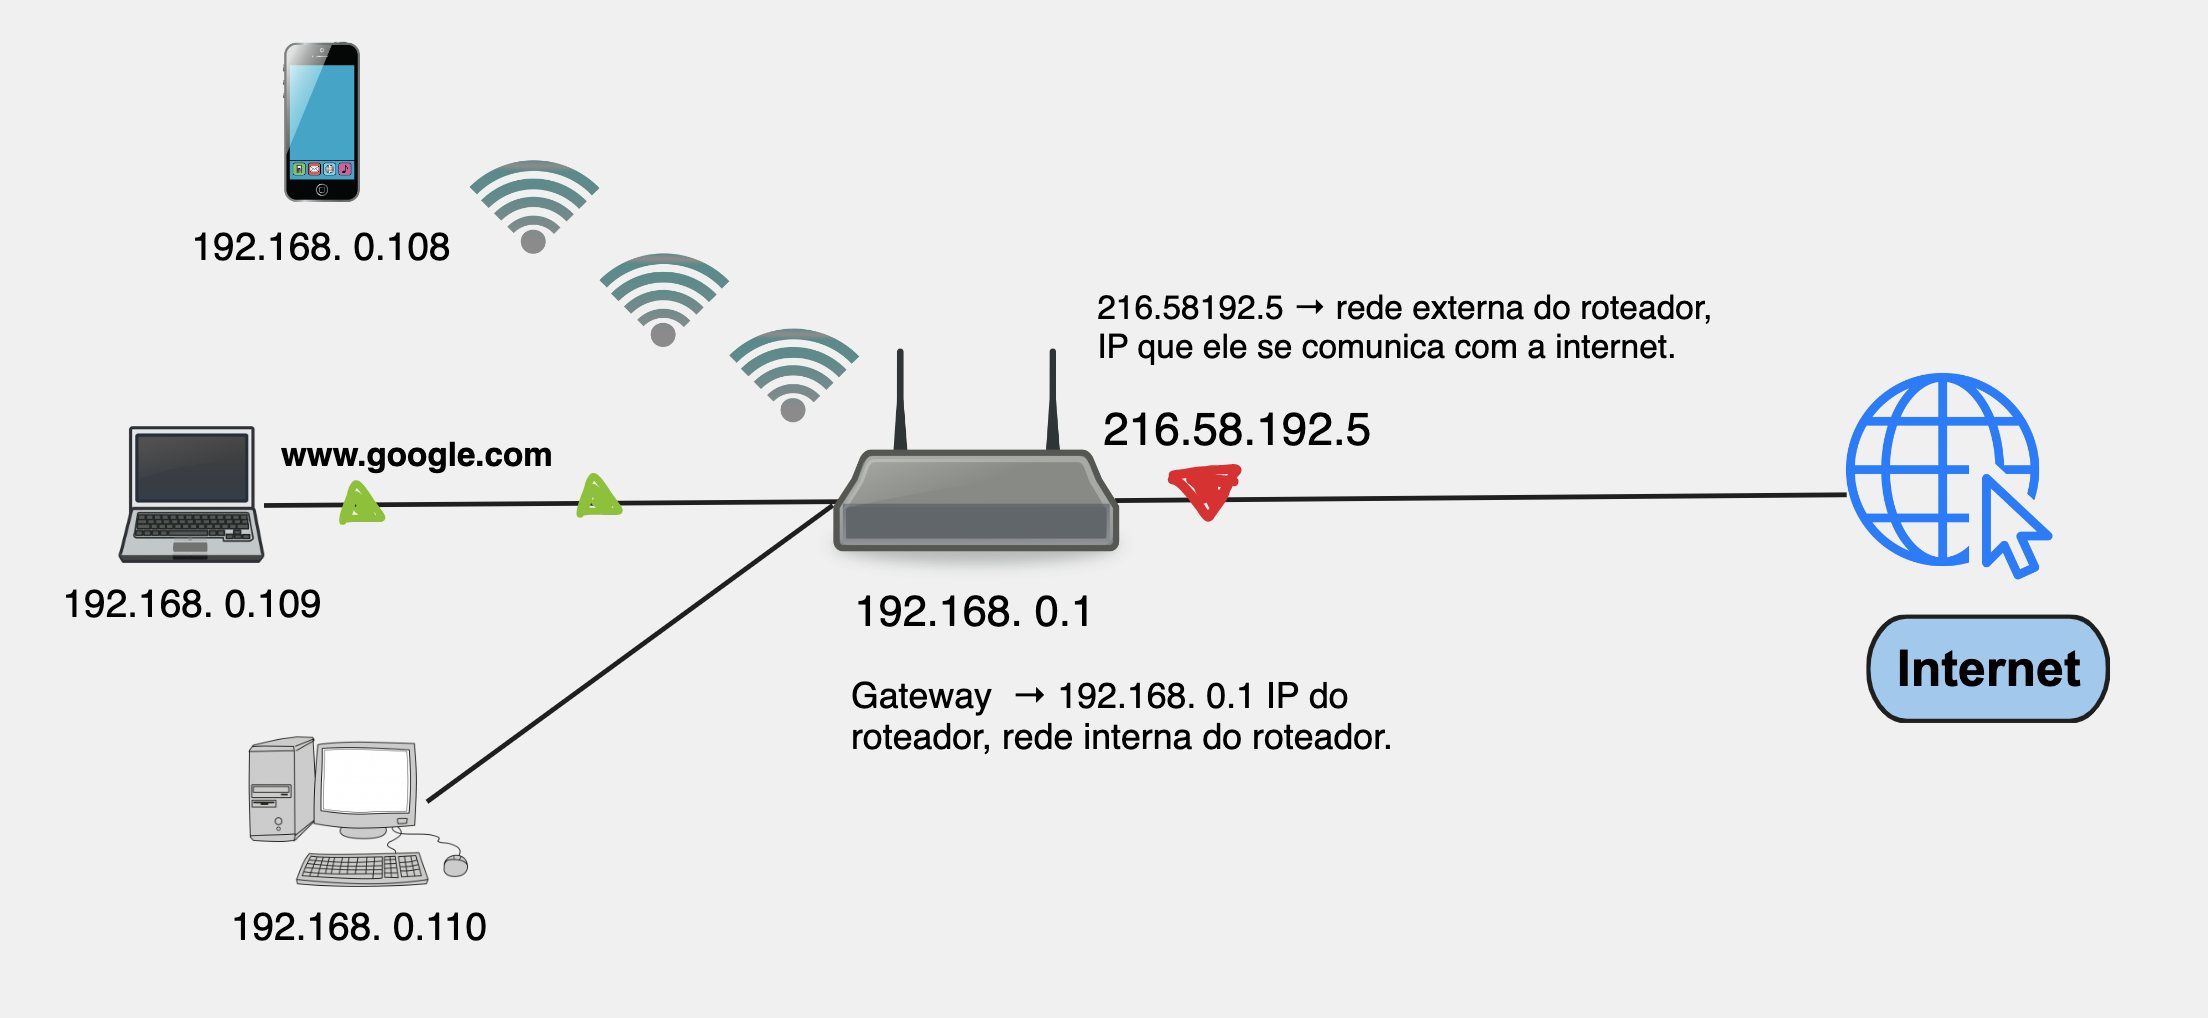 192.168. 0.108
216.58192.5 → rede externa do roteador,
IP que ele se comunica com a internet.
216.58.192.5
www.google.com
192.168. 0.109
192.168. 0.1
Internet
Gateway → 192.168. 0.1 IP do
roteador, rede interna do roteador.
192.168. 0.110